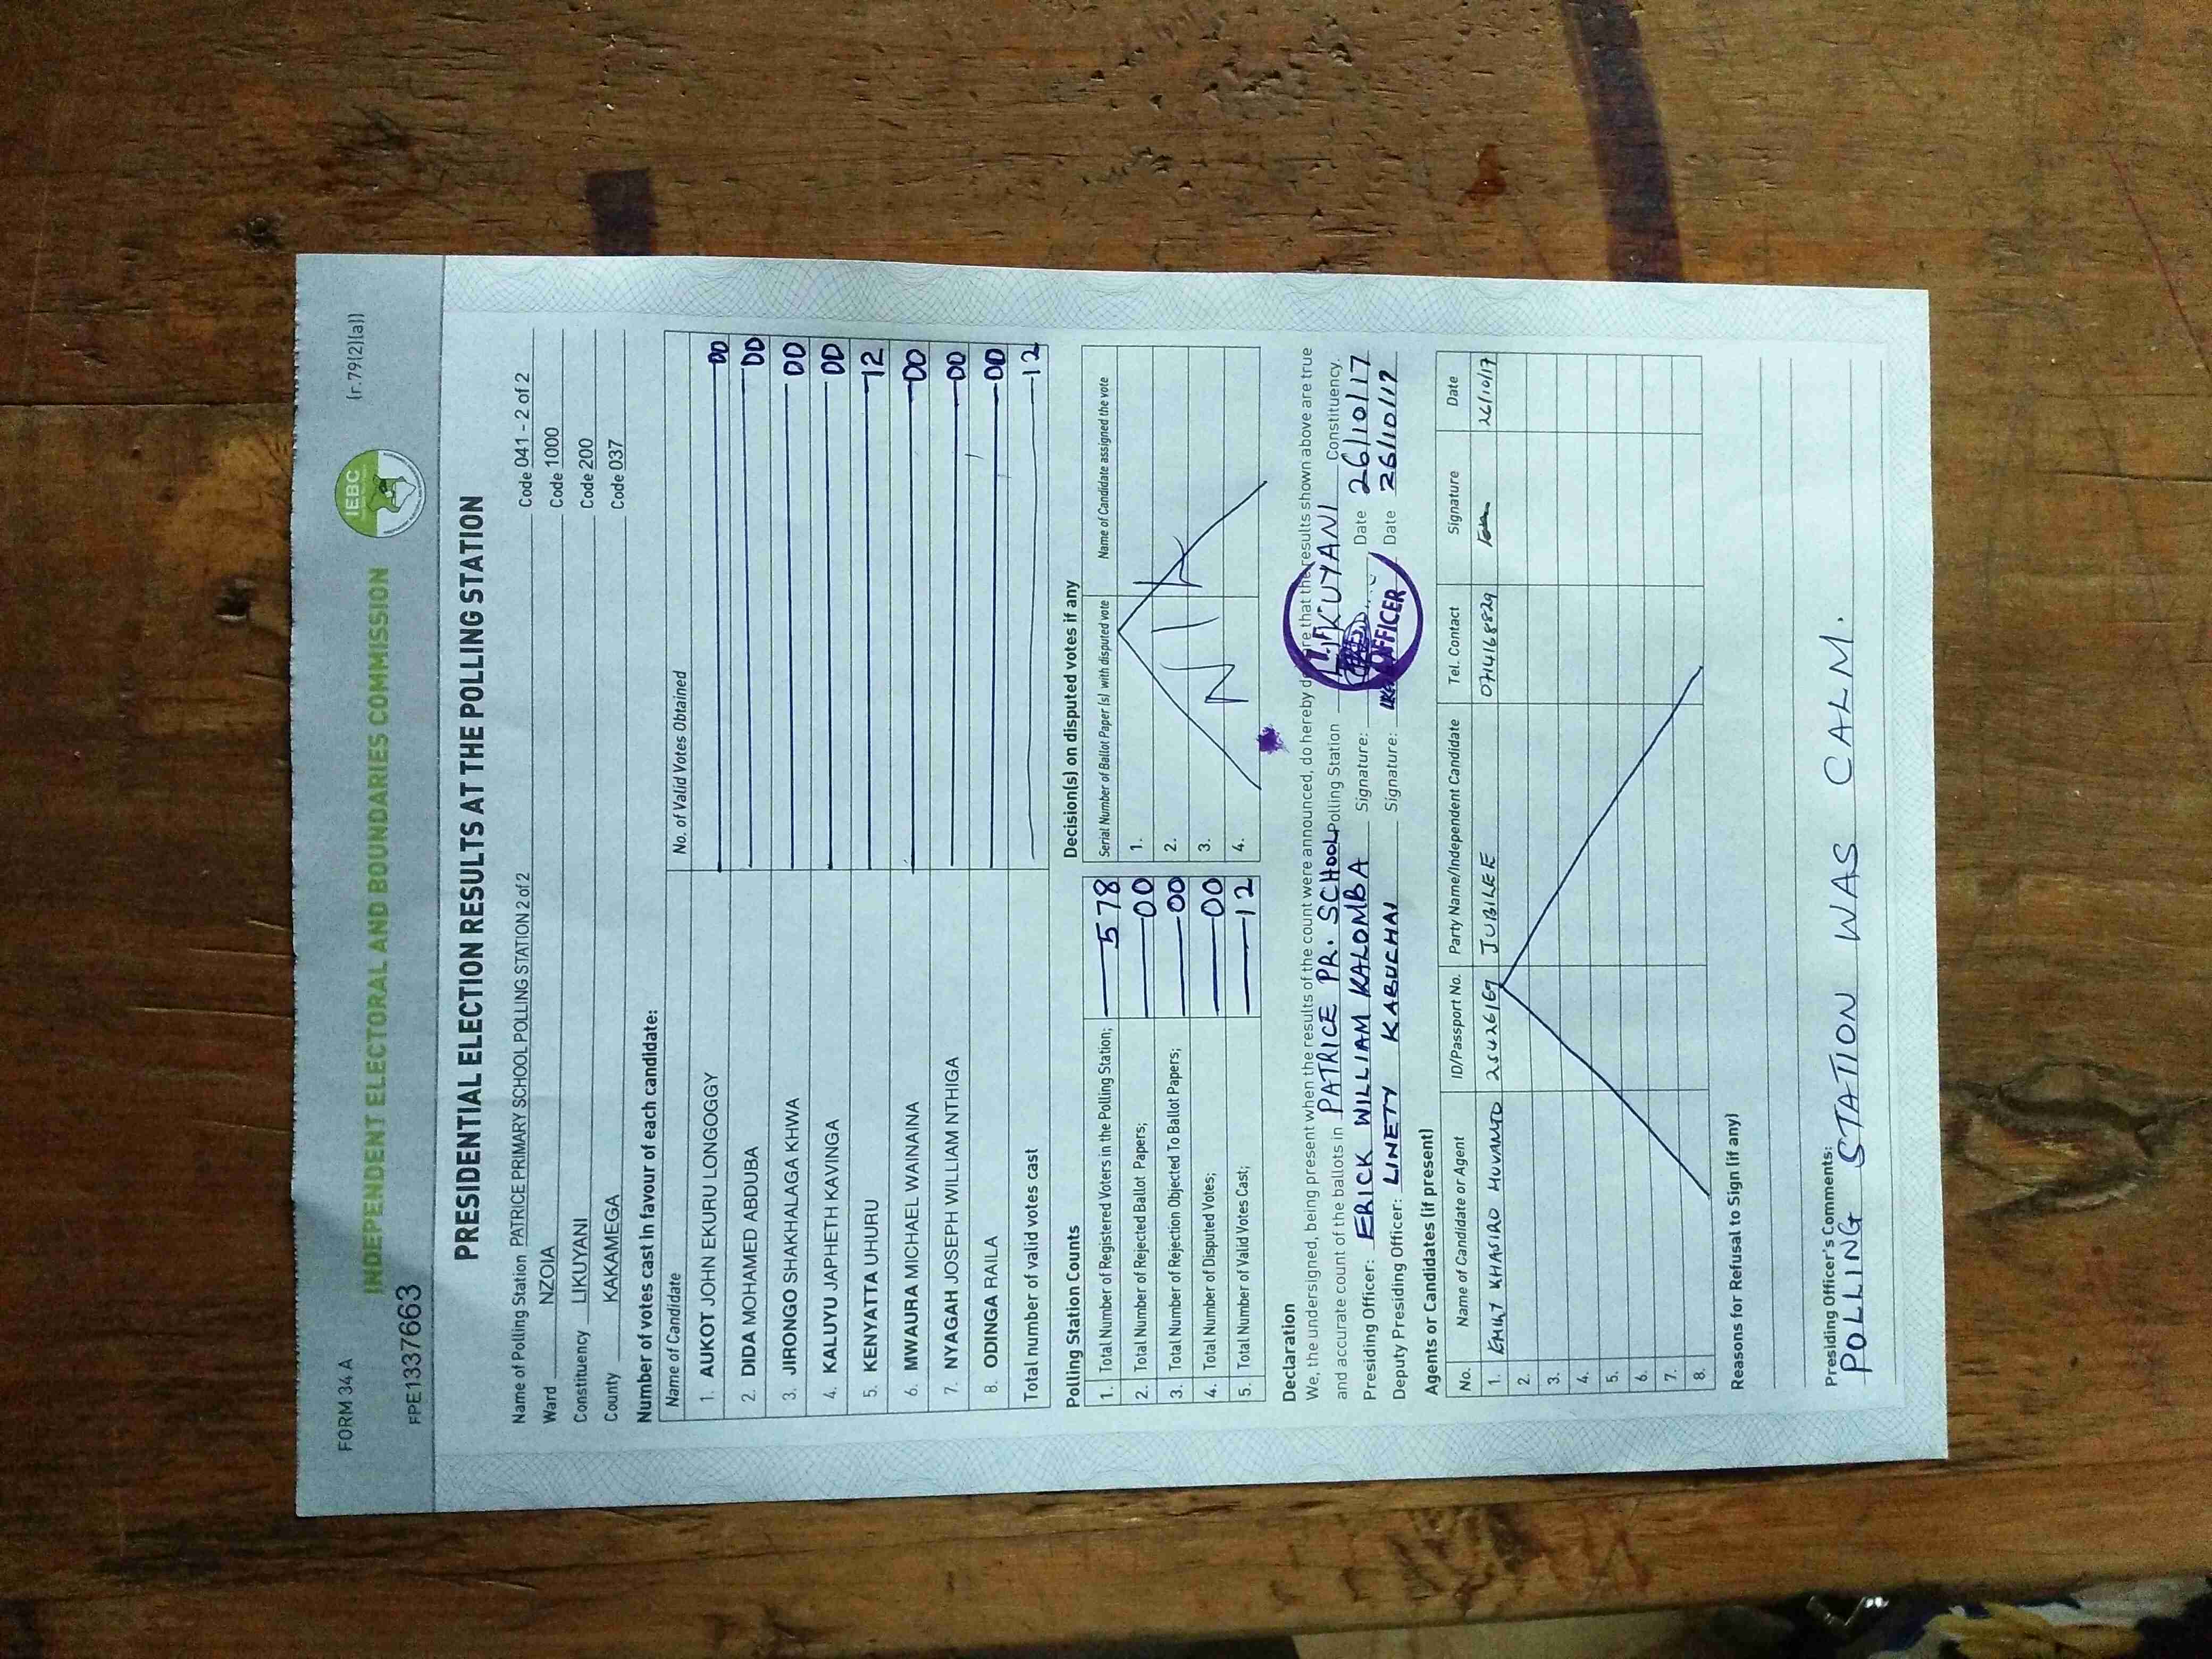 FORM 34 A
(r.79(2)(a))
IEBC
INDEPENDENT ELECTORAL AND BOUNDARIES COMMISSION
FPE1337663
PRESIDENTIAL ELECTION RESULTS AT THE POLLING STATION
Name of Polling Station PATRICE PRIMARY SCHOOL POLLING STATION 2 of 2 Code 041 - 2 of 2
Ward NZOIA Code 1000
Constituency LIKUYANI Code 200
County KAKAMEGA Code 037
Number of votes cast in favour of each candidate:
Name of Candidate No. of Valid Votes Obtained
1. AUKOT JOHN EKURU LONGOGGY 00
2. DIDA MOHAMED ABDUBA 00
3. JIRONGO SHAKHALAGA KHWA 00
4. KALUYU JAPHETH KAVINGA 00
5. KENYATTA UHURU 12
6. MWAURA MICHAEL WAINAINA 00
7. NYAGAH JOSEPH WILLIAM NTHIGA 00
8. ODINGA RAILA 00
Total number of valid votes cast 12
Polling Station Counts
1. Total Number of Registered Voters in the Polling Station; 578
2. Total Number of Rejected Ballot Papers; 00
3. Total Number of Rejection Objected To Ballot Papers; 00
4. Total Number of Disputed Votes; 00
5. Total Number of Valid Votes Cast; 12
Decision(s) on disputed votes if any
Serial Number of Ballot Paper (s) with disputed vote Name of Candidate assigned the vote
1.
2.
3.
4.
NIL
Declaration
We, the undersigned, being present when the results of the count were announced, do hereby declare that the results shown above are true
and accurate count of the ballots in PATRICE PR. SCHOOL Polling Station LIKUYANI Constituency.
Presiding Officer: ERICK WILLIAM KALOMBA Signature: Date 26/10/17
Deputy Presiding Officer: LINETY KABUCHAI Signature: Date 26/10/17
OFFICER
Agents or Candidates (if present)
No. Name of Candidate or Agent ID/Passport No. Party Name/Independent Candidate Tel. Contact Signature Date
1. EMILY KHASIRO 25426167 JUBILEE 0714168829 26/10/17
2.
3.
4.
5.
6.
7.
8.
Reasons for Refusal to Sign (if any)
Presiding Officer's Comments:
POLLING STATION WAS CALM.